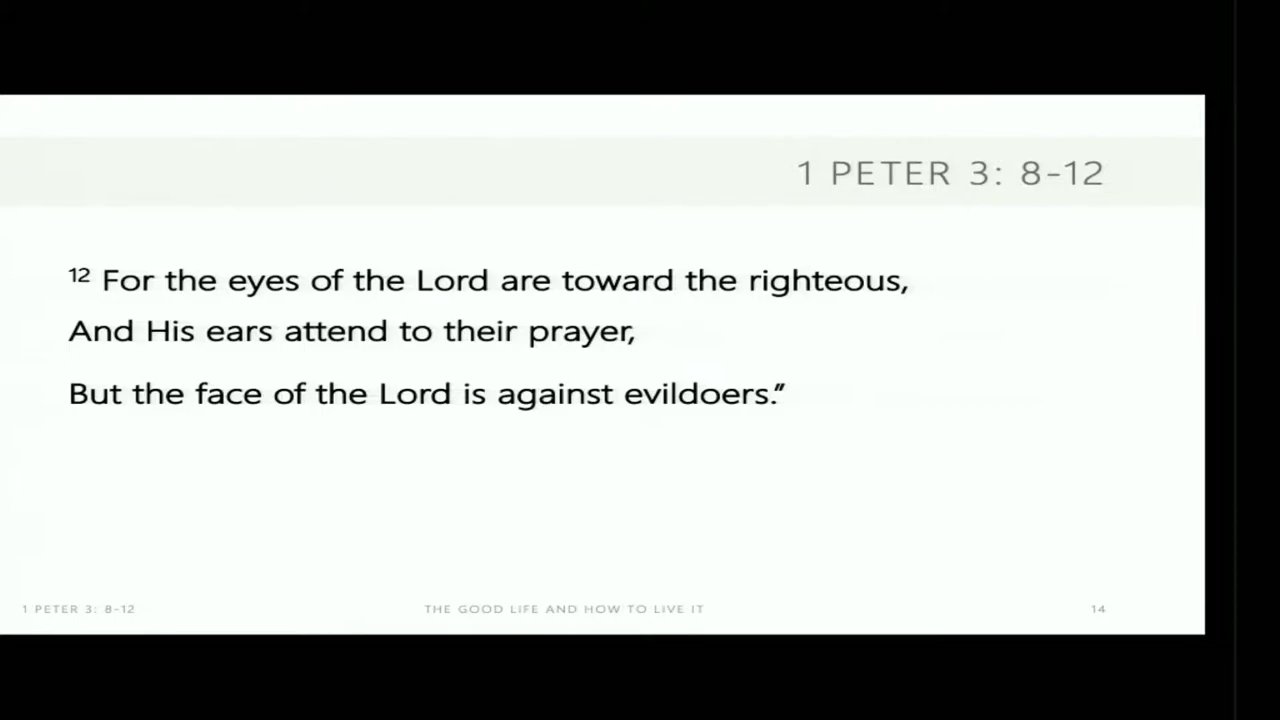 1 PETER 3: 8-12
12 For the eyes of the Lord are toward the righteous,
And His ears attend to their prayer,
But the face of the Lord is against evildoers.”
1 PETER 3: 8-12
THE GOOD LIFE AND HOW TO LIVE IT
14